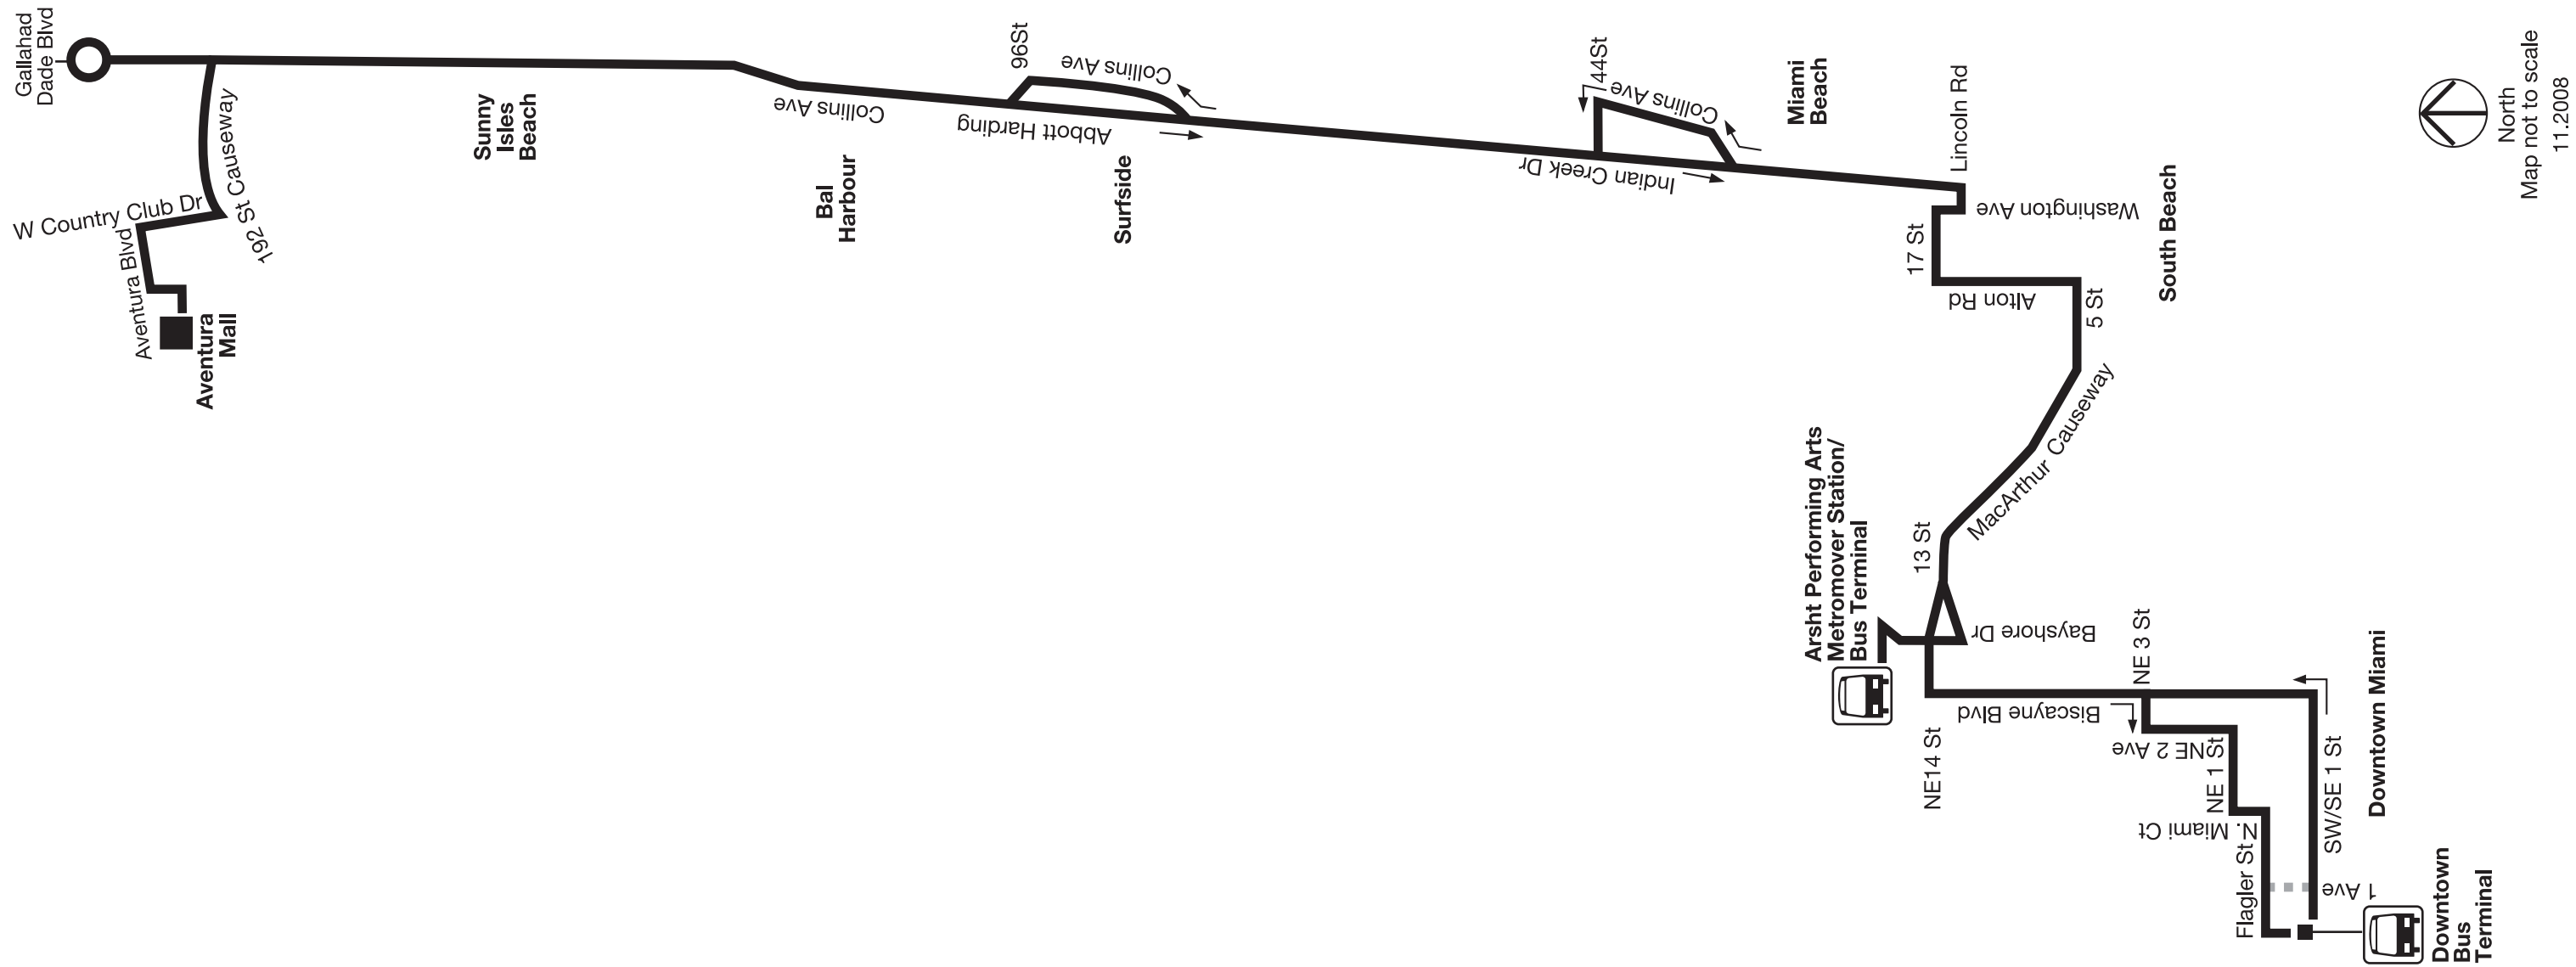 Gallahad
Dade Blvd
192 St Causeway
W Country Club Dr
Aventura Blvd
Aventura
Mall
Sunny
Isles
Beach
Collins Ave
Bal
Harbour
96St
Collins Ave
Abbott Harding
Surfside
44St
Collins Ave
Indian Creek Dr
Miami
Beach
Lincoln Rd
Washington Ave
17 St
South Beach
Alton Rd
5 St
MacArthur Causeway
13 St
Arsht Performing Arts
Metromover Station/
Bus Terminal
Bayshore Dr
NE 3 St
Biscayne Blvd
NE14 St
NE 2 Ave
NE 1 St
N. Miami Ct
Flagler St
SW/SE 1 St
1 Ave
Downtown Miami
Downtown
Bus
Terminal
North
Map not to scale
11.2008